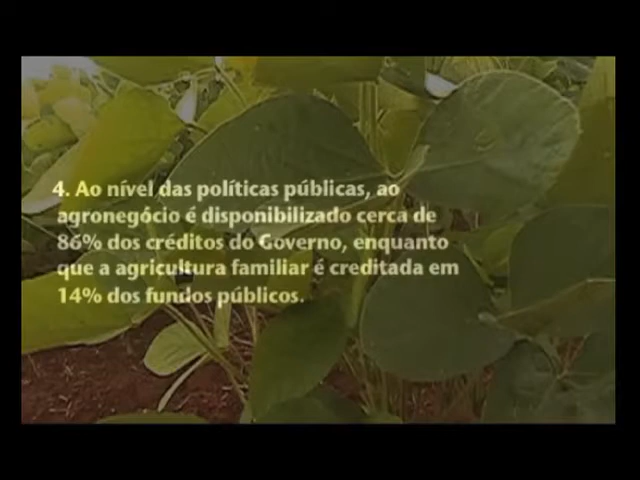 4. Ao nível das políticas públicas, ao
agronegócio é disponibilizado cerca de
86% dos créditos do Governo, enquanto
que a agricultura familiar é creditada em
14% dos fundos públicos.